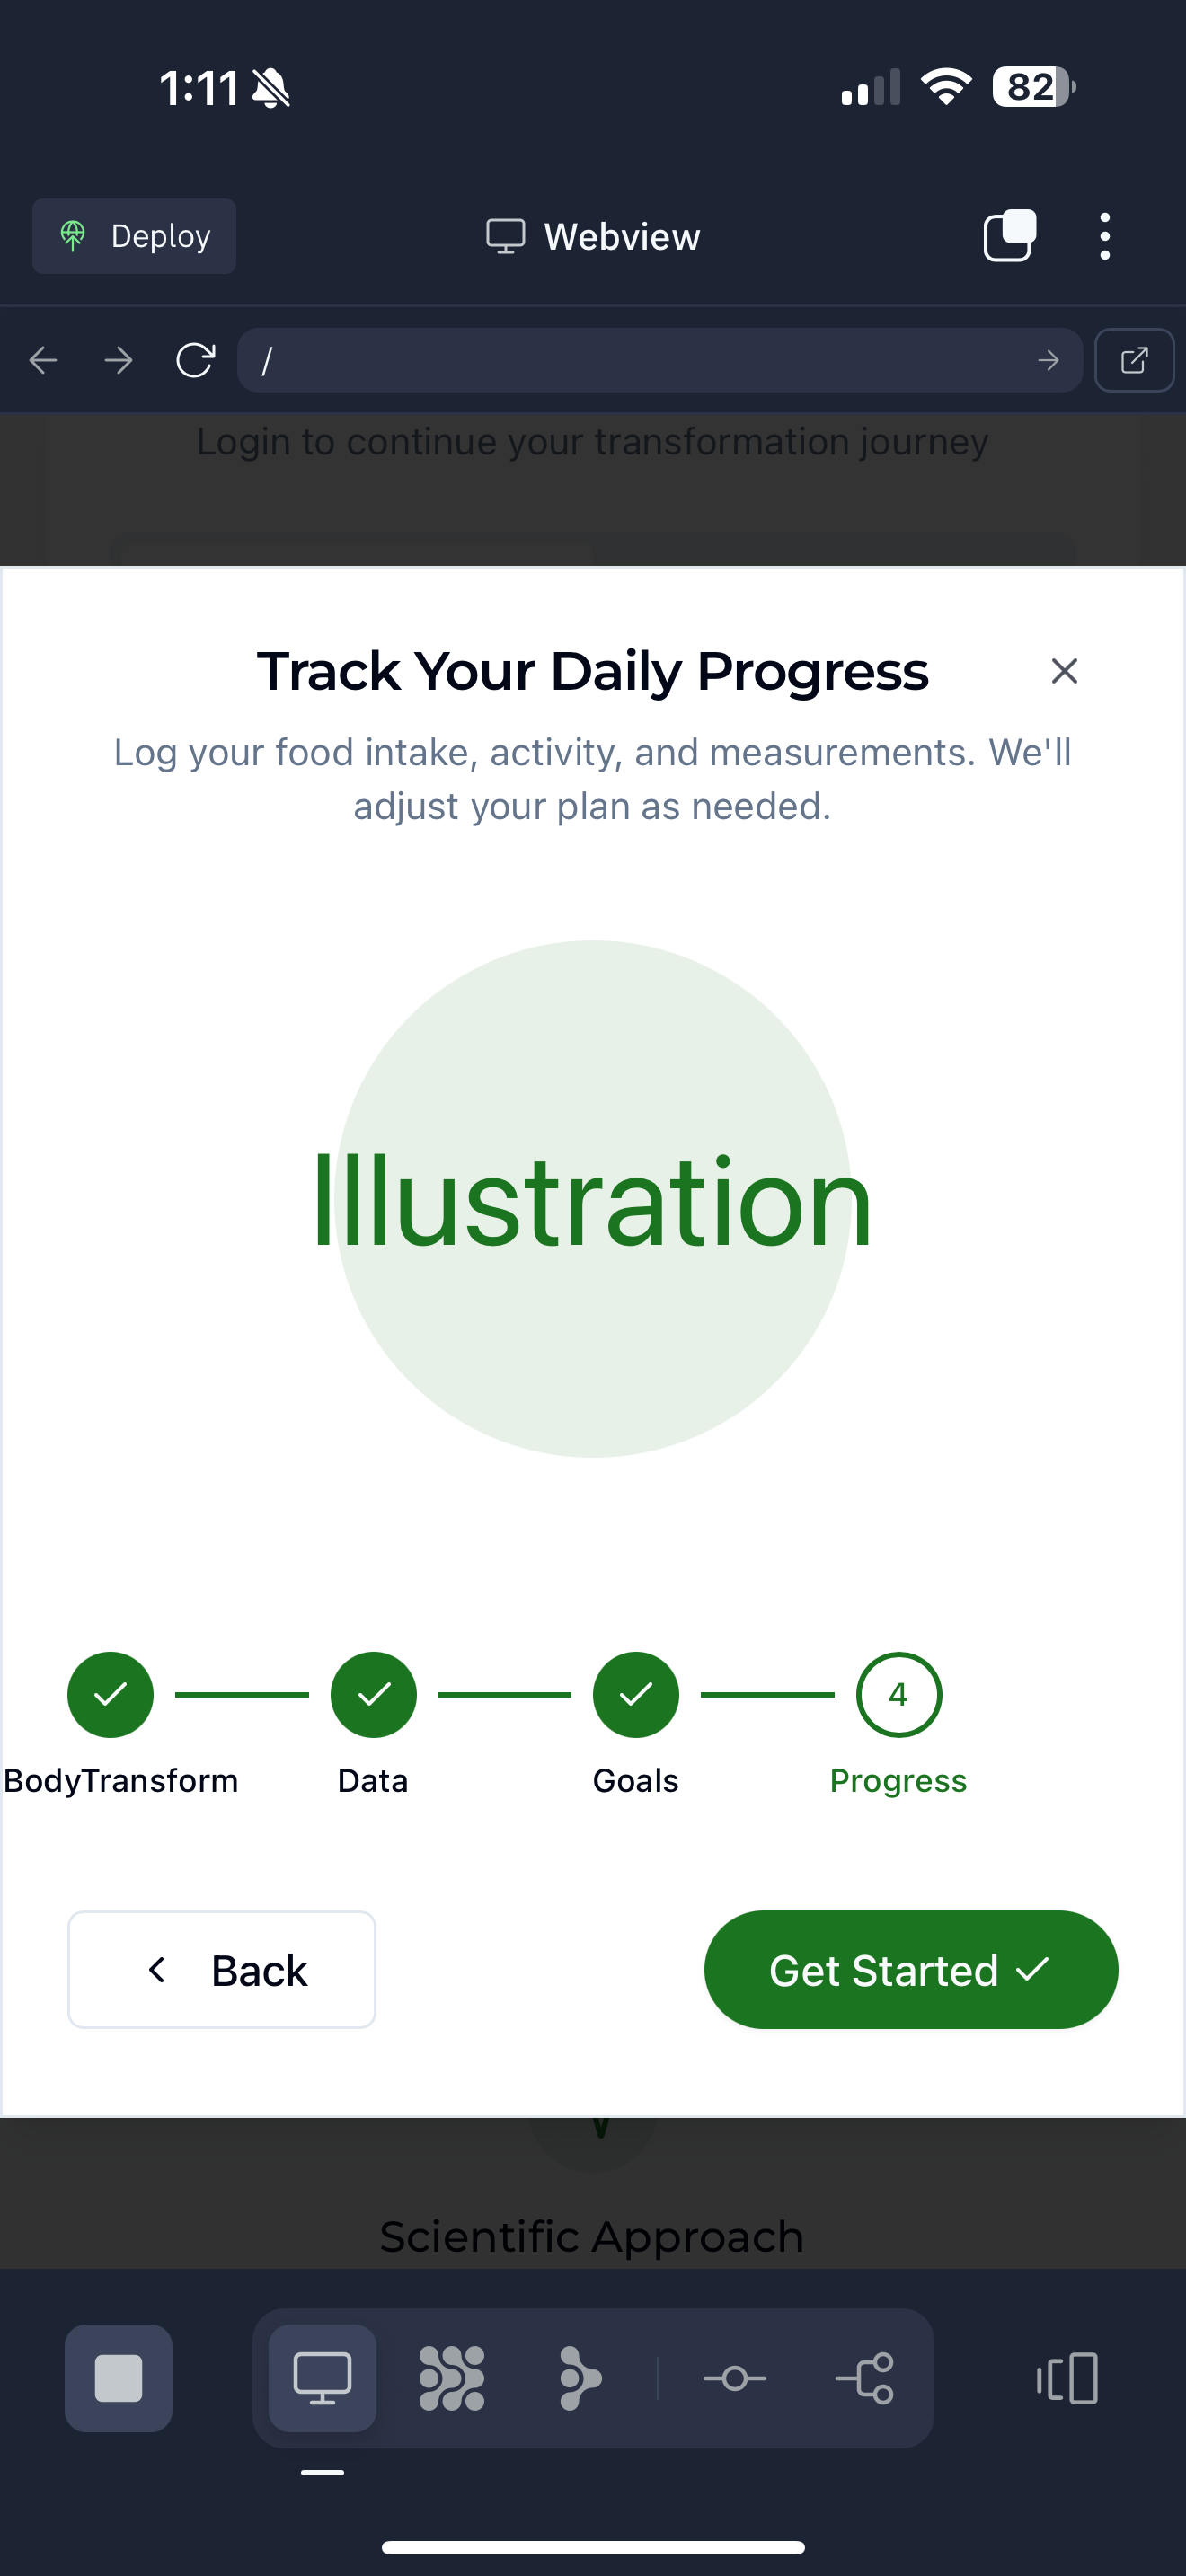 1:11
82
Deploy
Webview
/
Login to continue your transformation journey
Track Your Daily Progress
Log your food intake, activity, and measurements. We'll
adjust your plan as needed.
Illustration
4
BodyTransform
Data
Goals
Progress
Back
Get Started
Scientific Approach